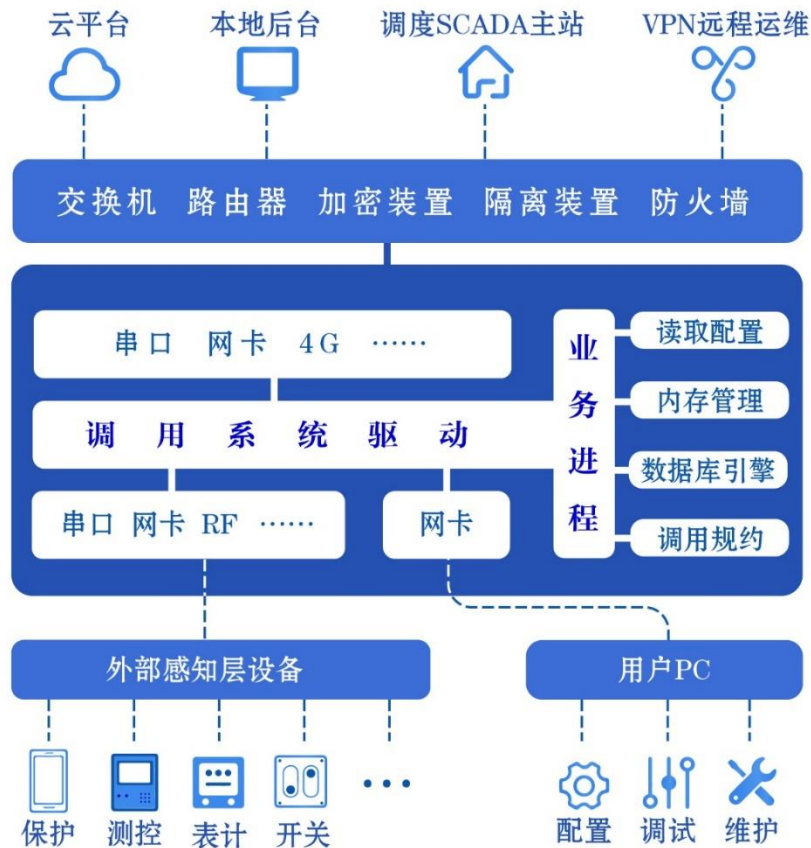 云平台 本地后台 调度SCADA主站 VPN远程运维
交换机 路由器 加密装置 隔离装置 防火墙
串口 网卡 4G ……
调用系统驱动
串口 网卡 RF ……
网卡
业务进程
读取配置
内存管理
数据库引擎
调用规约
外部感知层设备
用户PC
保护 测控 表计 开关
配置 调试 维护